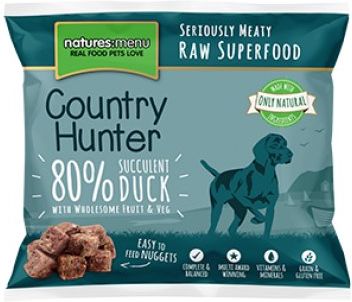 natures:menu
REAL FOOD PETS LOVE
SERIOUSLY MEATY
RAW SUPERFOOD
MADE WITH
ONLY NATURAL
INGREDIENTS
Country
Hunter
80% SUCCULENT
DUCK
WITH WHOLESOME FRUIT & VEG
EASY TO
FEED NUGGETS
COMPLETE &
BALANCED
MULTI AWARD
WINNING
VITAMINS &
MINERALS
GRAIN &
GLUTEN FREE